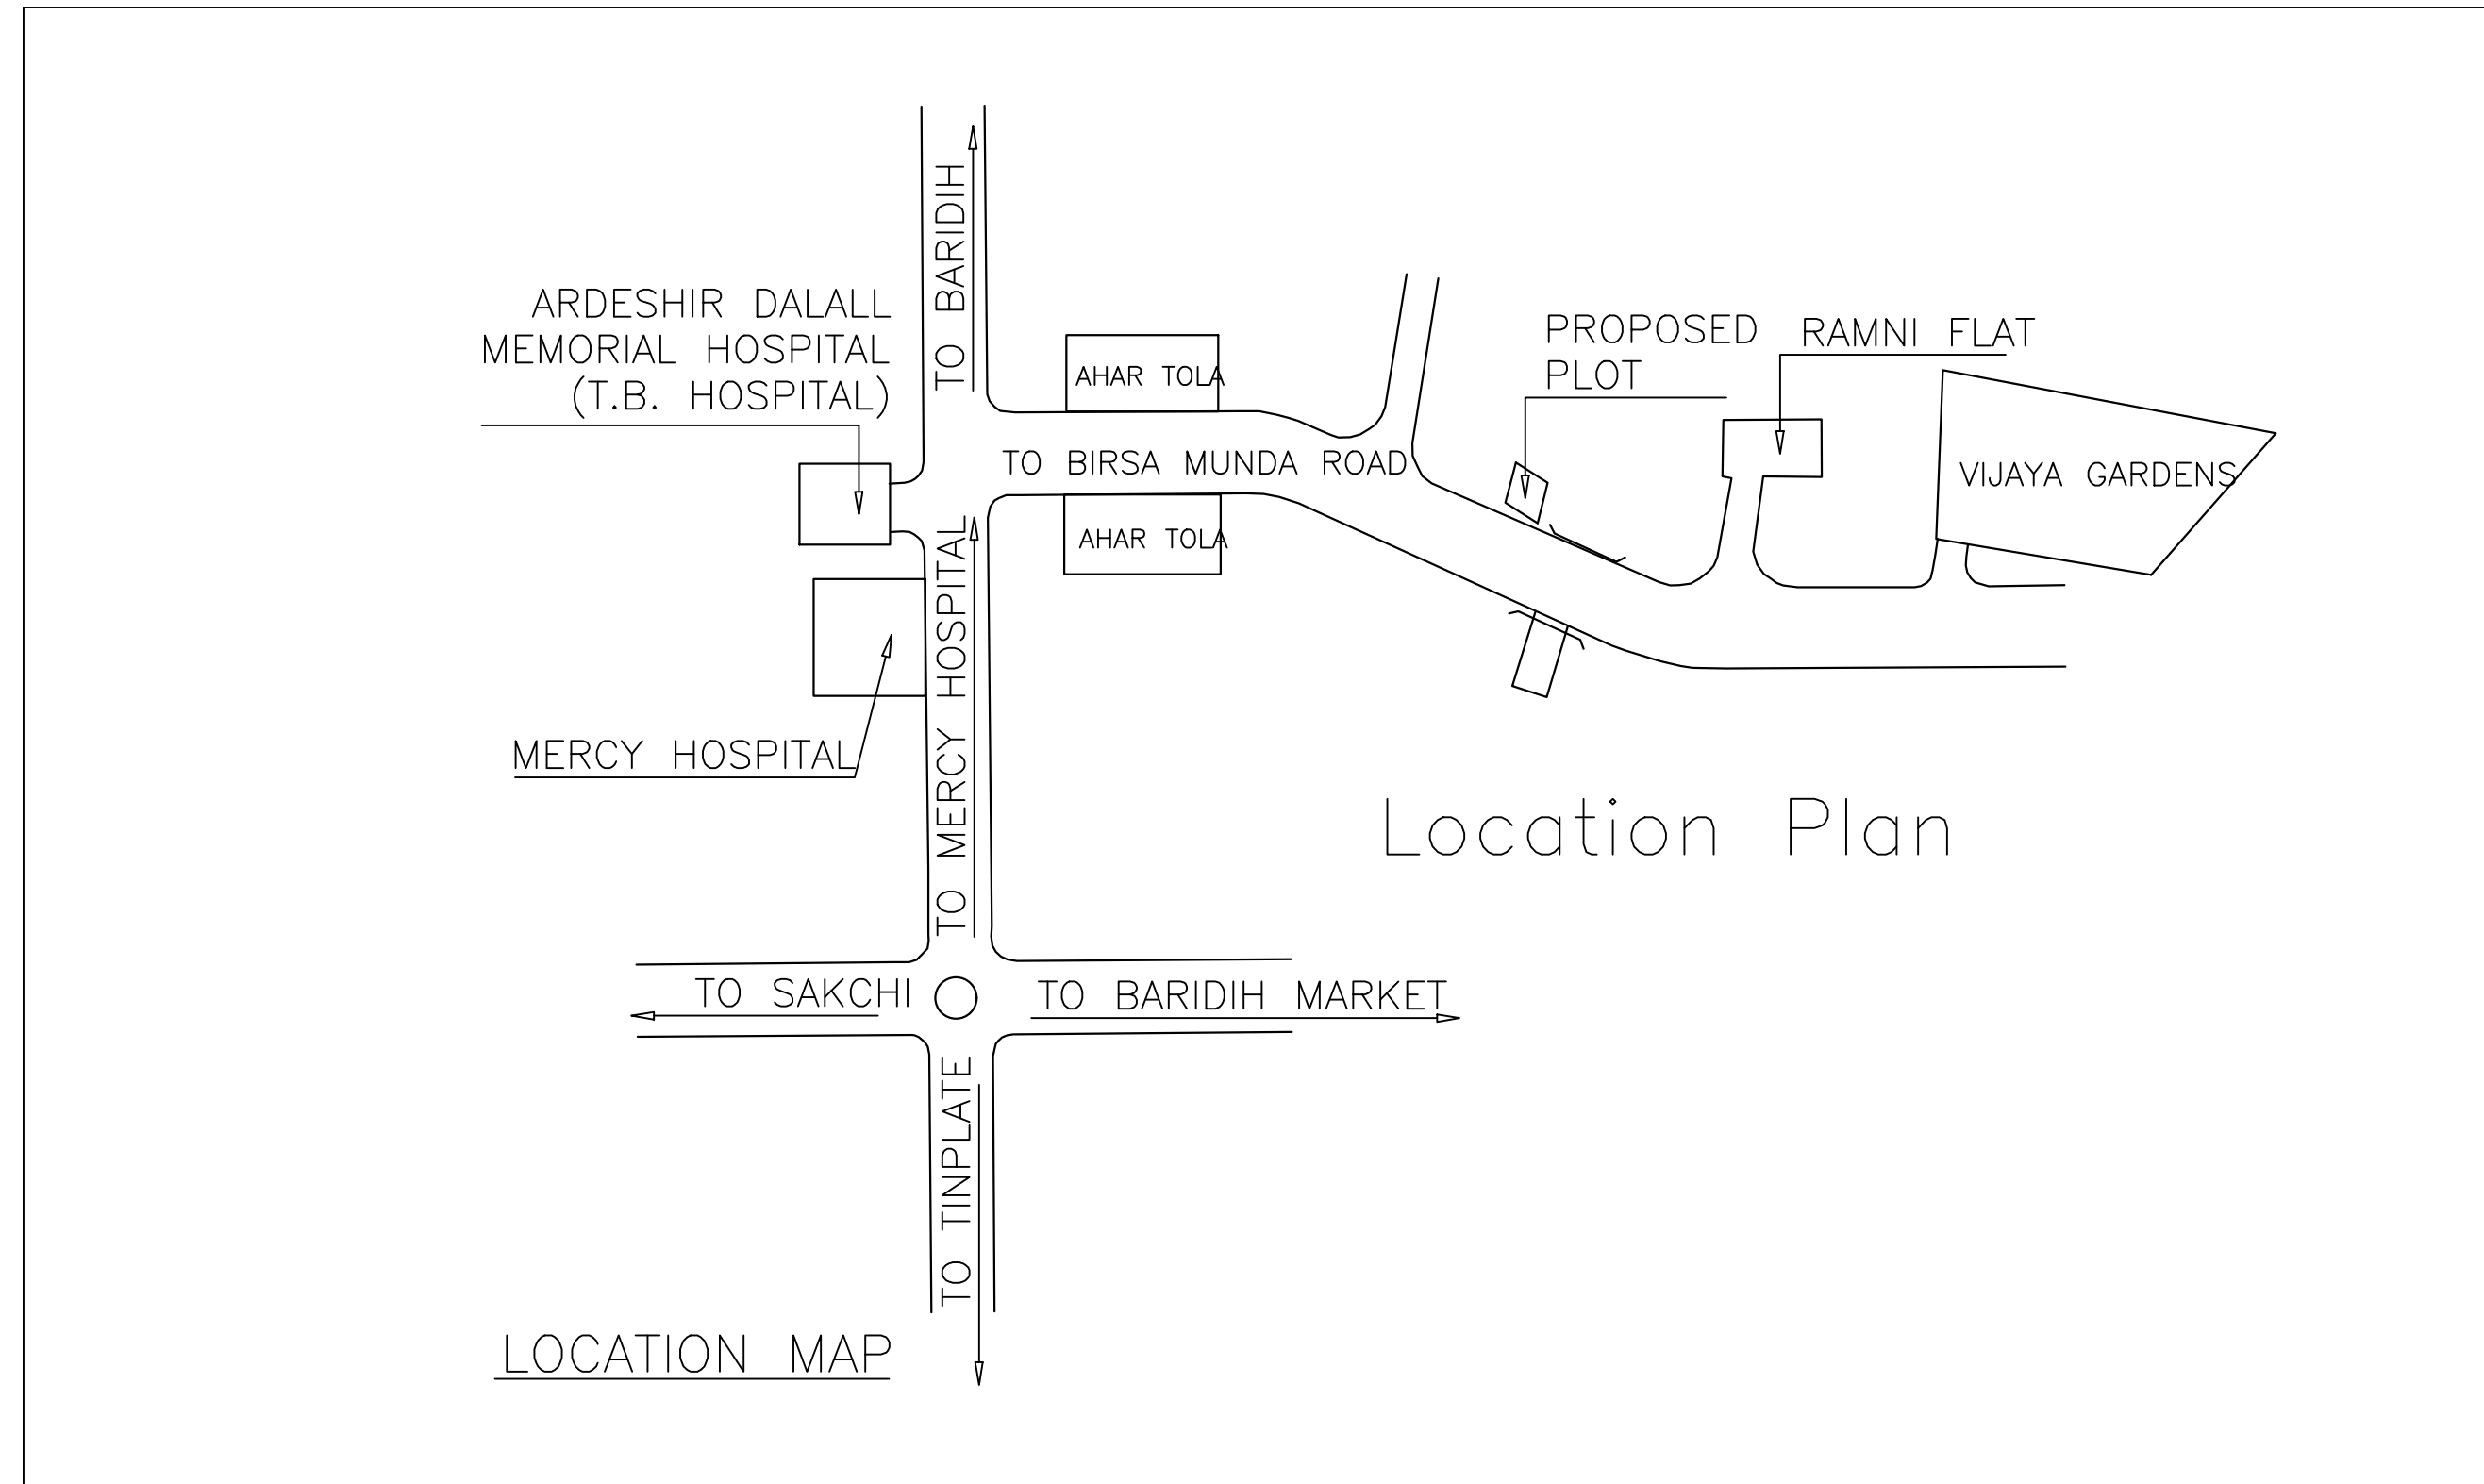 TO BARIDIH
ARDESHIR DALALL
MEMORIAL HOSPITAL
(T.B. HOSPITAL)
AHAR TOLA
PROPOSED
PLOT
RAMNI FLAT
TO BIRSA MUNDA ROAD
VIJAYA GARDENS
AHAR TOLA
TO MERCY HOSPITAL
MERCY HOSPITAL
Location Plan
TO SAKCHI
TO BARIDIH MARKET
TO TINPLATE
LOCATION MAP